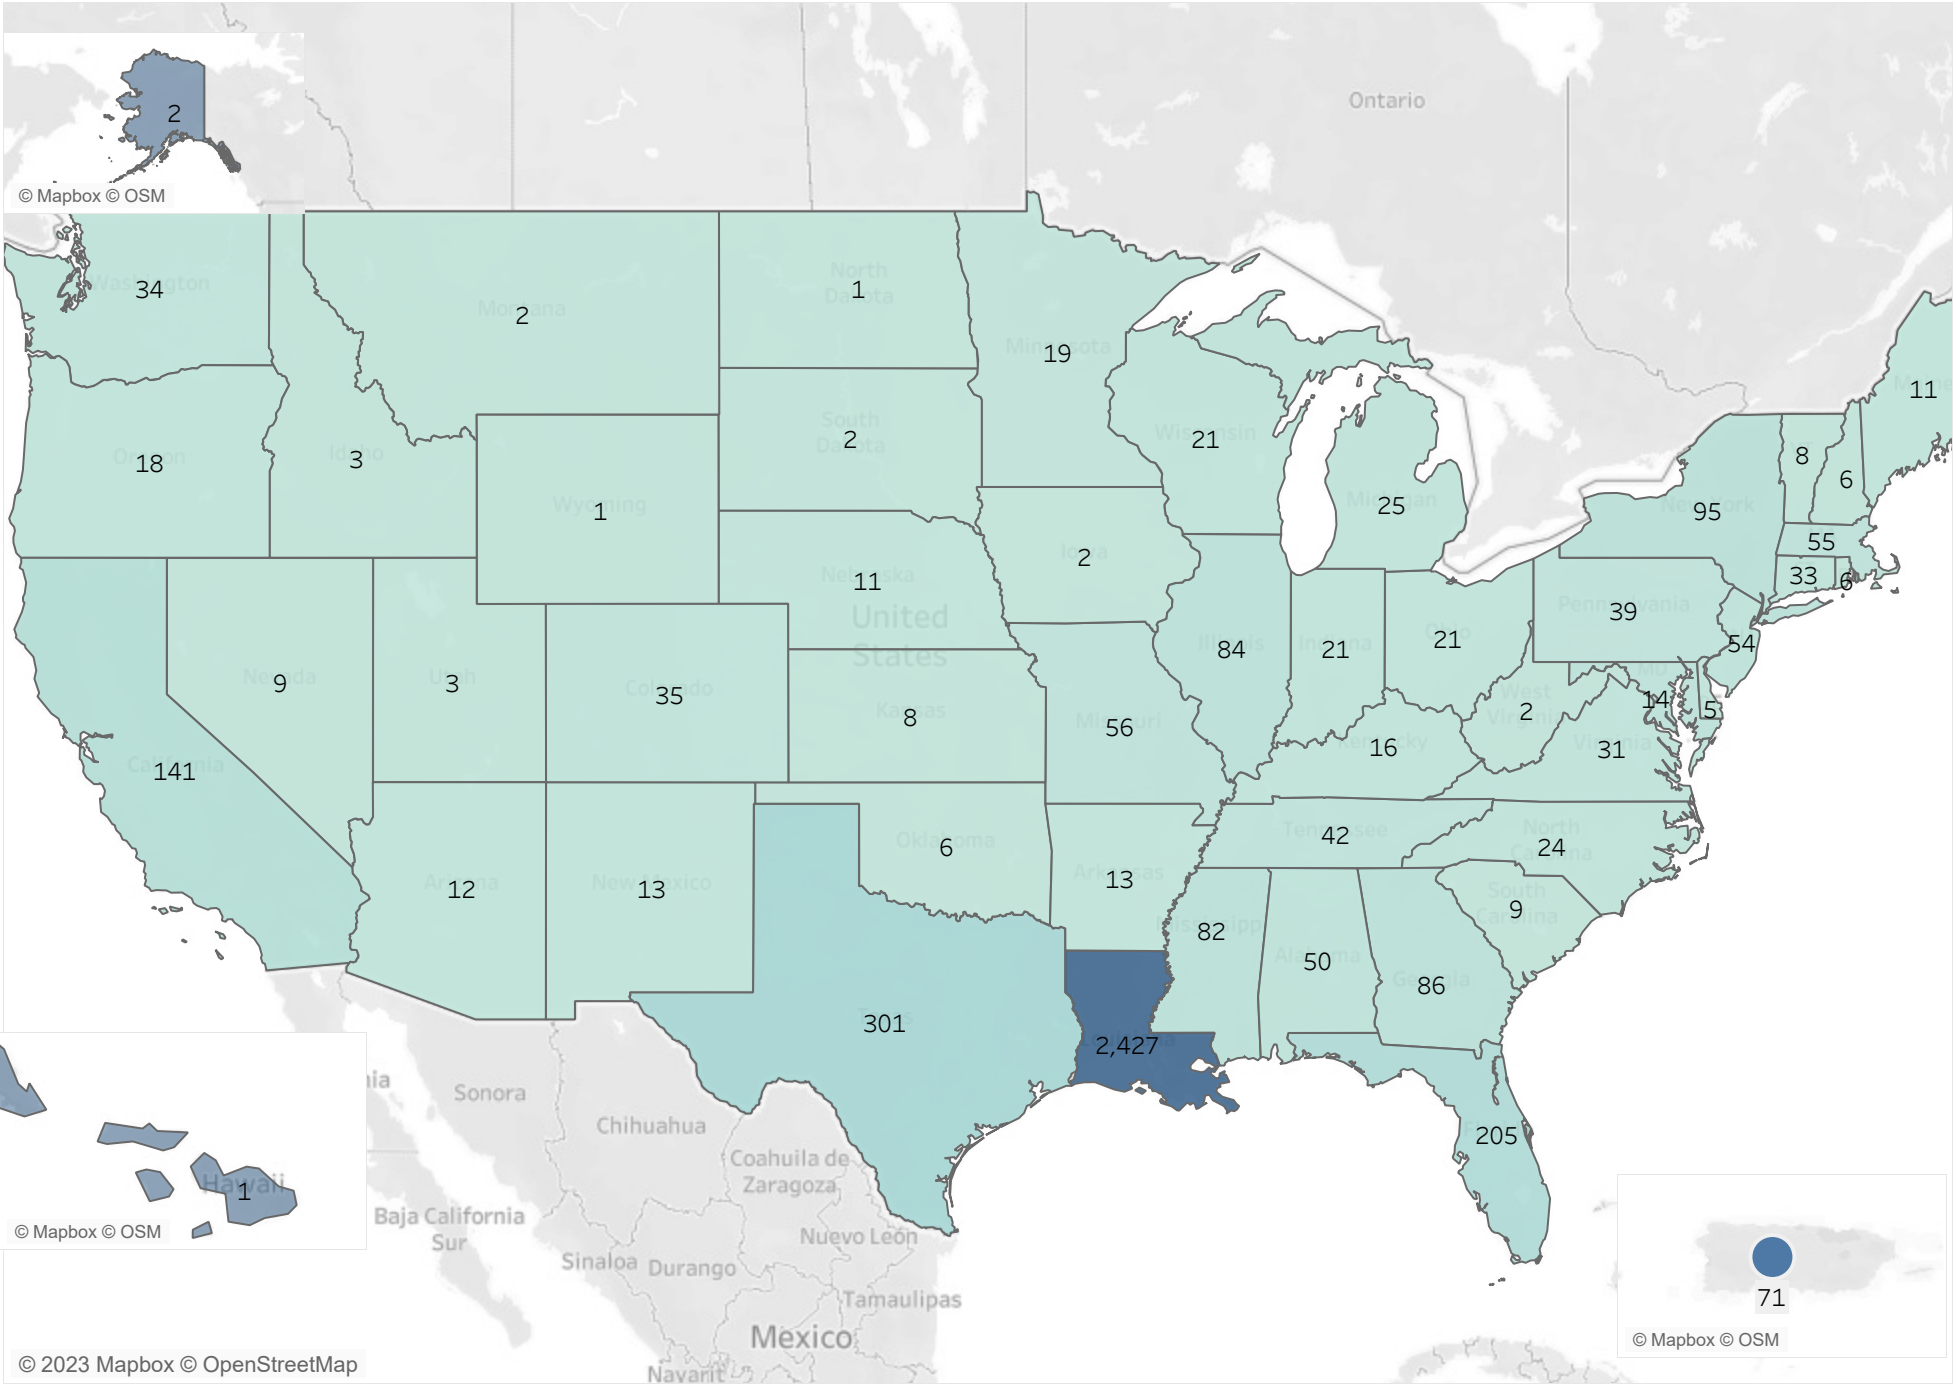 Ontario
2
© Mapbox © OSM
Washington
34
Montana
2
North
Dakota
1
Minnesota
19
Maine
11
Oregon
18
Idaho
3
South
Dakota
2
Wisconsin
21
Michigan
25
New York
95
8
6
Wyoming
1
Iowa
2
55
33
6
Nebraska
11
United
States
Pennsylvania
39
Illinois
84
Indiana
21
Ohio
21
54
Nevada
9
Utah
3
Colorado
35
Kansas
8
Missouri
56
West
Virginia
2
MD
14
5
Kentucky
16
Virginia
31
California
141
Oklahoma
6
Tennessee
42
North
Carolina
24
Arizona
12
New Mexico
13
Arkansas
13
South
Carolina
9
Mississippi
82
Alabama
50
Georgia
86
Texas
301
Louisiana
2,427
205
Sonora
Chihuahua
Coahuila de
Zaragoza
Hawaii
1
© Mapbox © OSM
Baja California
Sur
Nuevo León
Sinaloa
Durango
Tamaulipas
Mexico
Navarit
71
© Mapbox © OSM
© 2023 Mapbox © OpenStreetMap